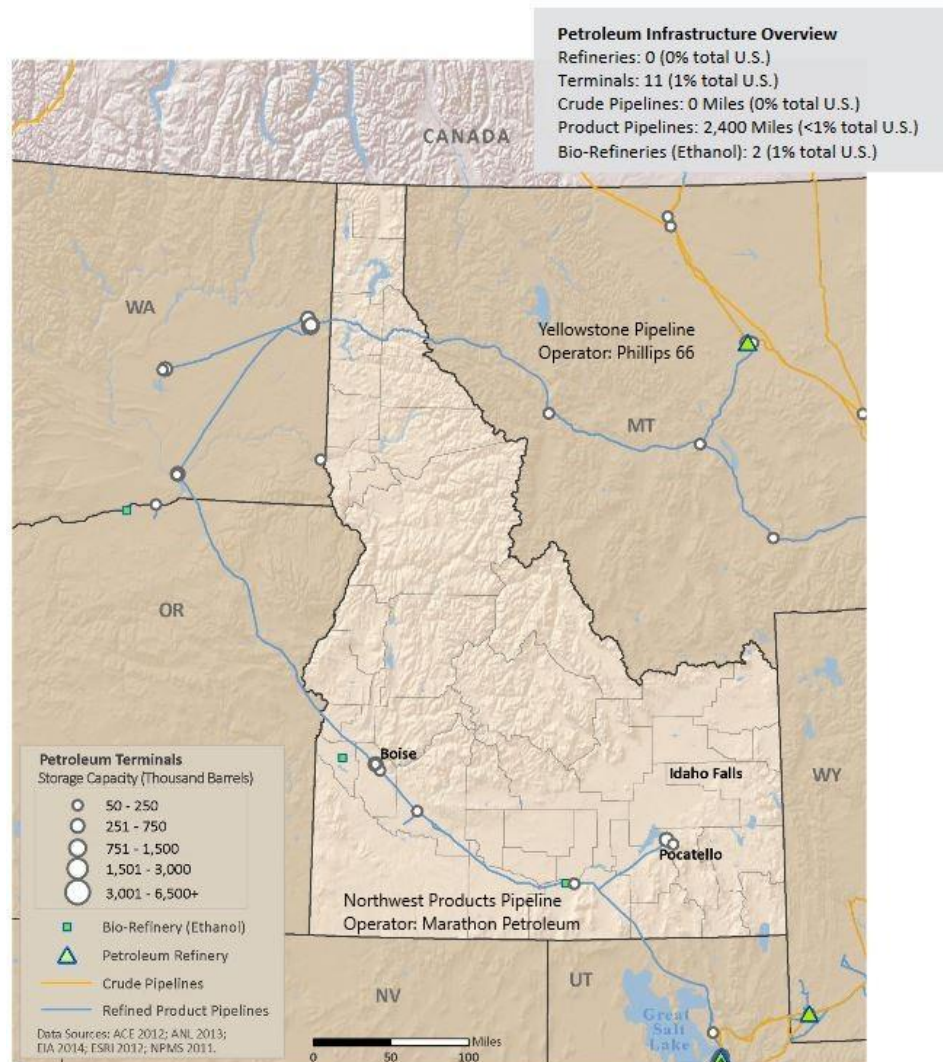 Petroleum Infrastructure Overview
Refineries: 0 (0% total U.S.)
Terminals: 11 (1% total U.S.)
Crude Pipelines: 0 Miles (0% total U.S.)
Product Pipelines: 2,400 Miles (<1% total U.S.)
Bio-Refineries (Ethanol): 2 (1% total U.S.)
CANADA
WA
Yellowstone Pipeline
Operator: Phillips 66
MT
OR
Boise
Idaho Falls
WY
Pocatello
Northwest Products Pipeline
Operator: Marathon Petroleum
NV
UT
Great
Salt
Lake
Petroleum Terminals
Storage Capacity (Thousand Barrels)
50 - 250
251 - 750
751 - 1,500
1,501 - 3,000
3,001 - 6,500+
Bio-Refinery (Ethanol)
Petroleum Refinery
Crude Pipelines
Refined Product Pipelines
Data Sources: ACE 2012; ANL 2013;
EIA 2014; ESRI 2012; NPMS 2011.
Miles
0 50 100